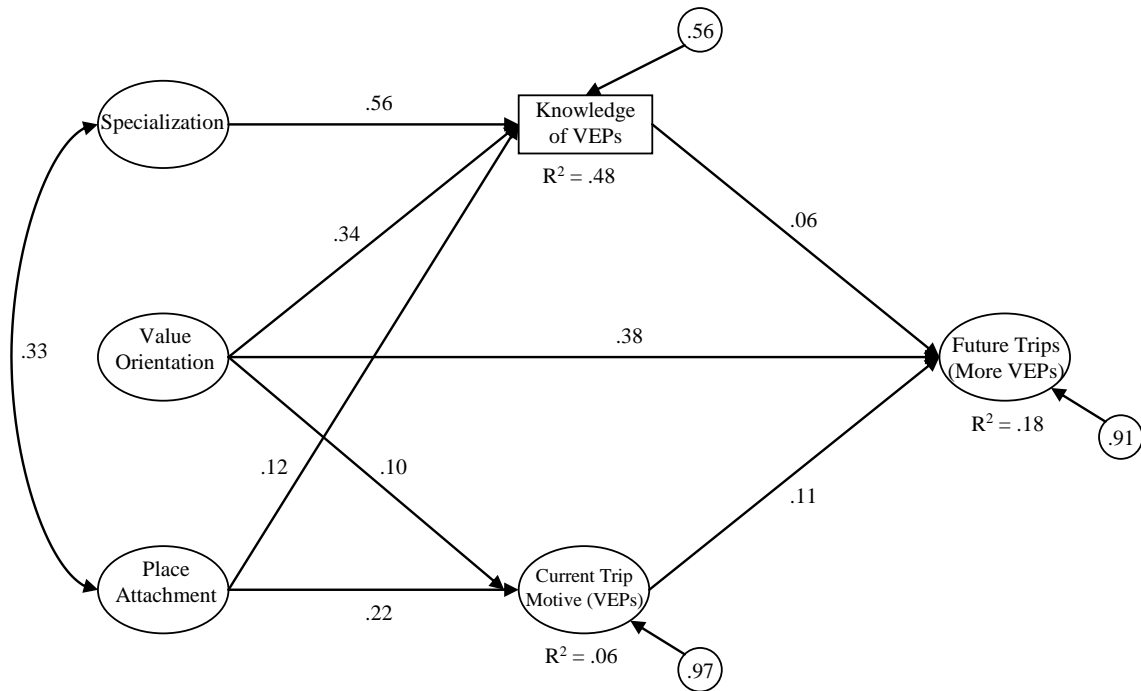 .56
Specialization
.56
Knowledge
of VEPs
R² = .48
.34
.06
Value
Orientation
.33
.38
Future Trips
(More VEPs)
R² = .18
.91
.12
.10
.11
Place
Attachment
.22
Current Trip
Motive (VEPs)
R² = .06
.97